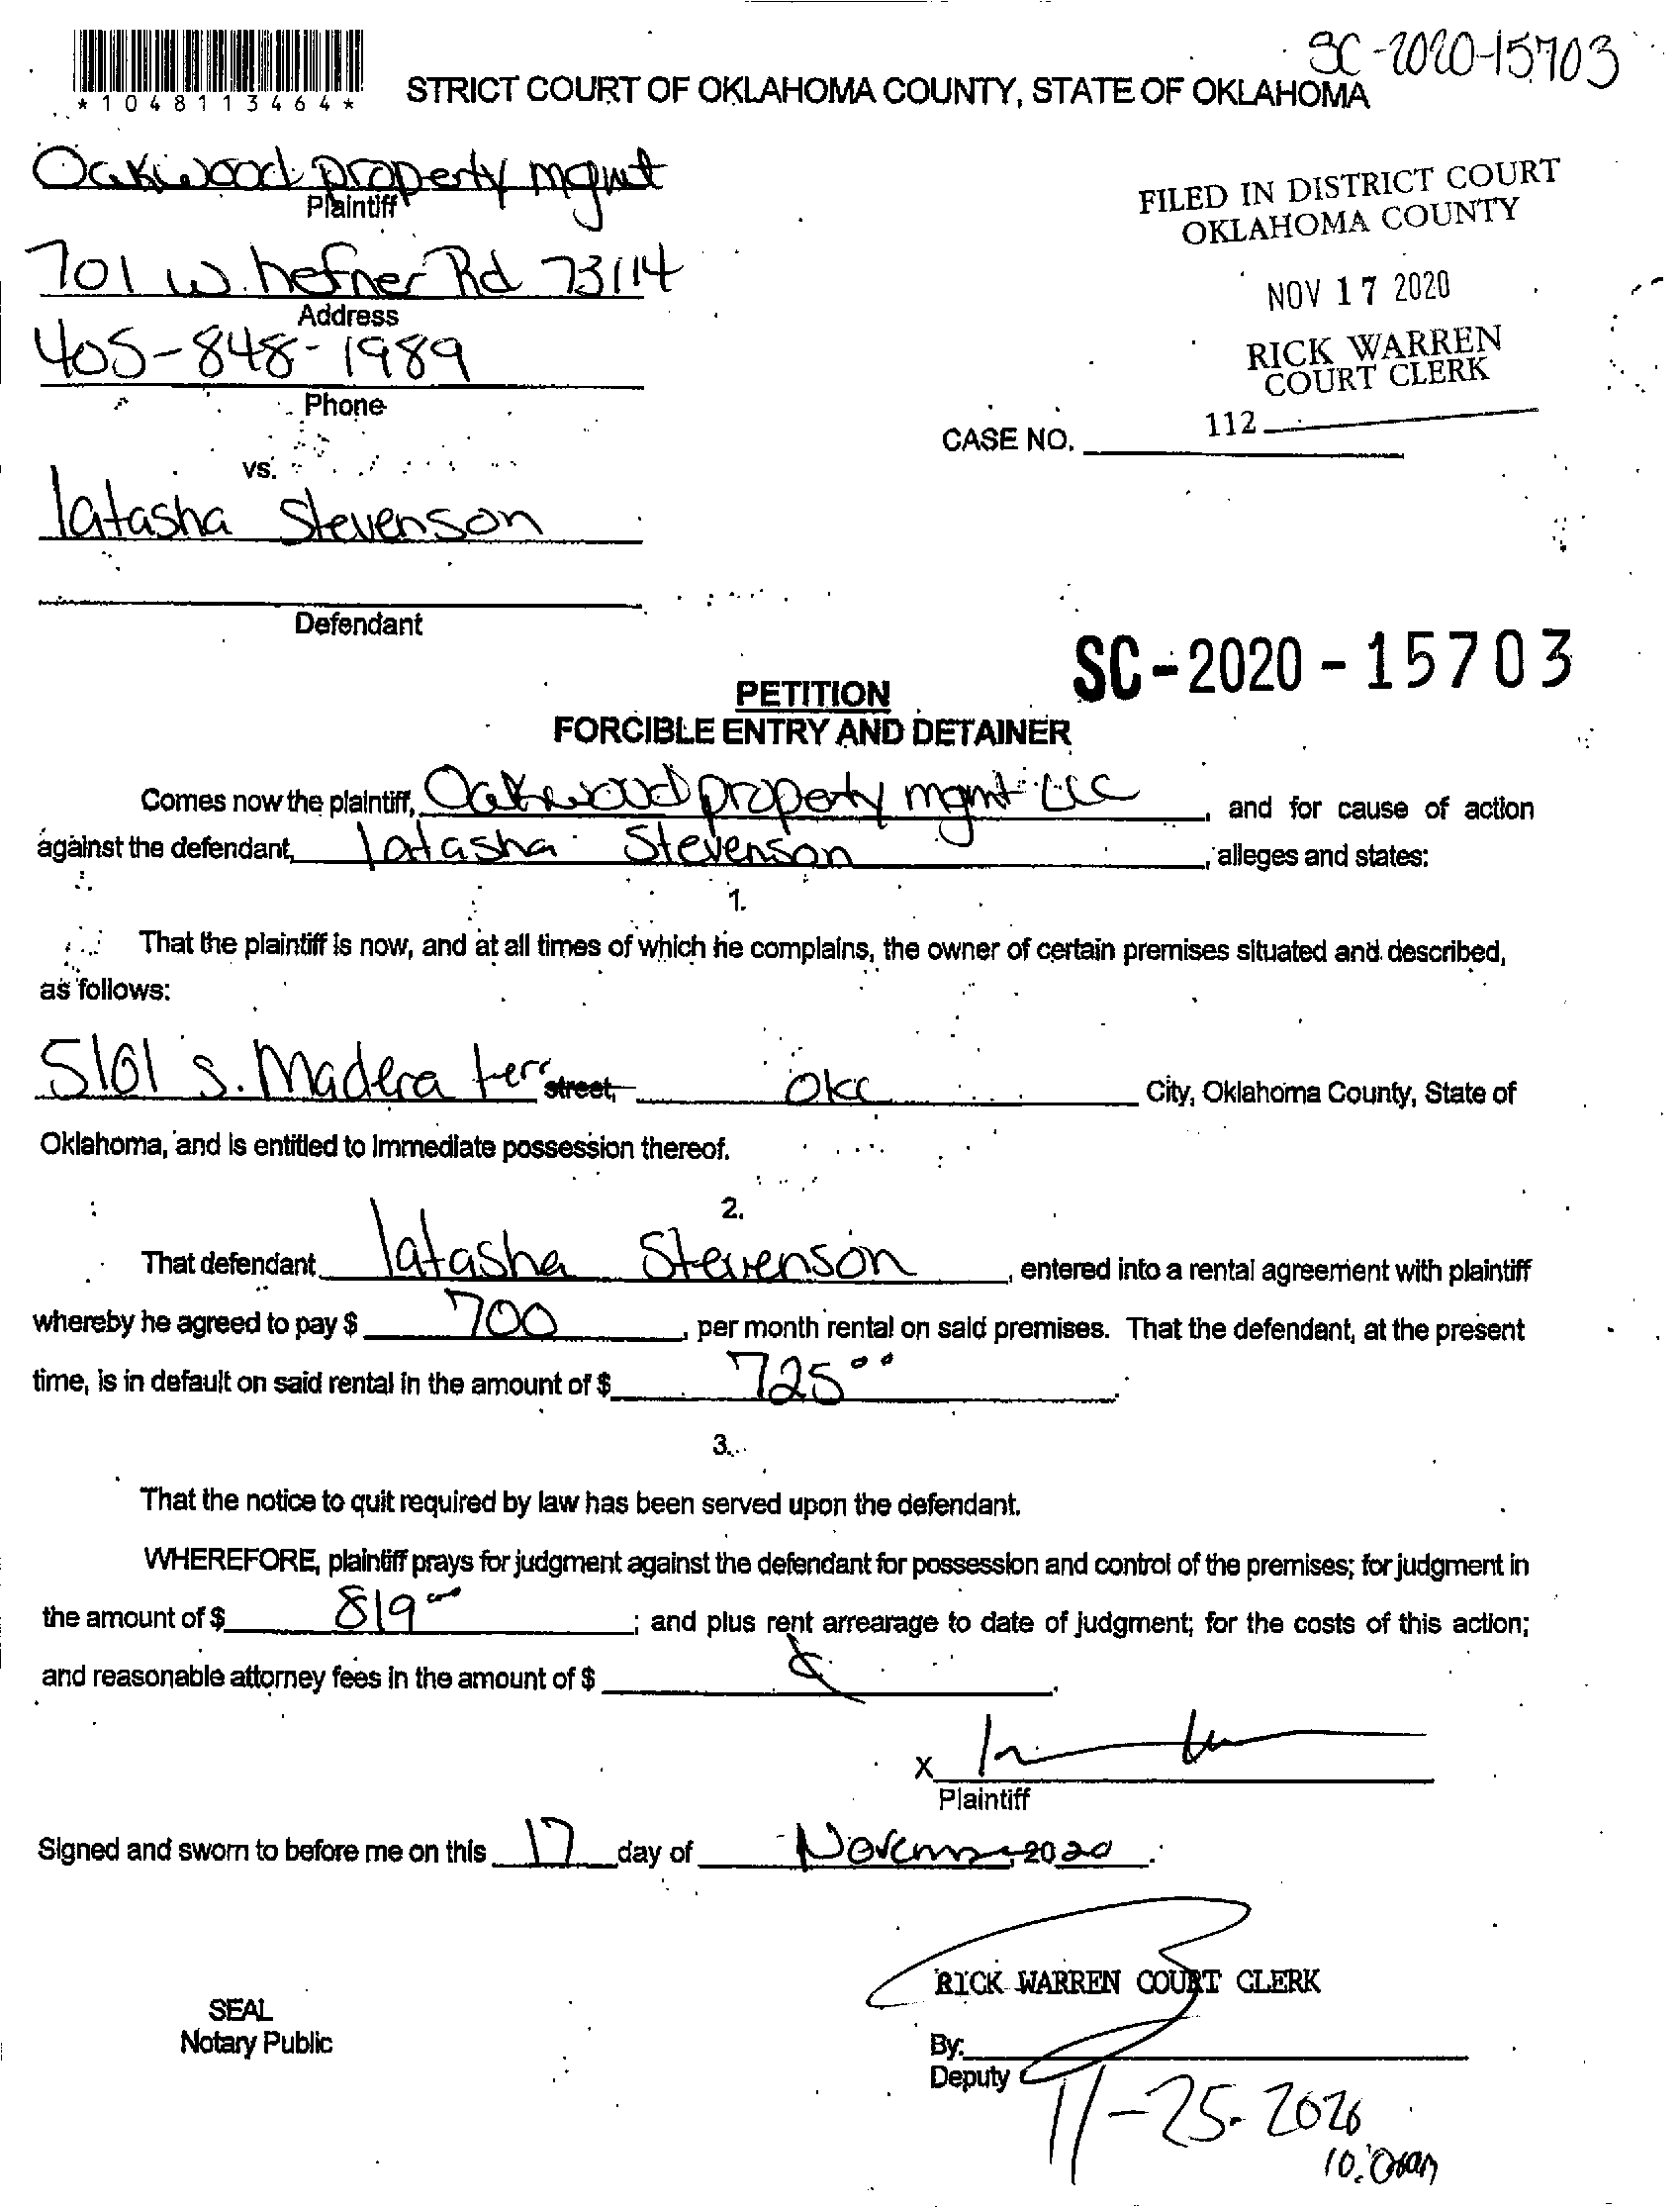 SC-2020-15703
*1048113464*
STRICT COURT OF OKLAHOMA COUNTY, STATE OF OKLAHOMA
Oakwood property mgmt
Plaintiff
701 W. hefner Rd 73114
Address
405-848-1989
Phone
FILED IN DISTRICT COURT
OKLAHOMA COUNTY
NOV 17 2020
RICK WARREN
COURT CLERK
112
CASE NO.
vs.
latasha Stevenson
Defendant
SC-2020-15703
PETITION
FORCIBLE ENTRY AND DETAINER
Comes now the plaintiff, Oakwood property mgmt LLC, and for cause of action
against the defendant, latasha Stevenson, alleges and states:
1.
That the plaintiff is now, and at all times of which he complains, the owner of certain premises situated and described,
as follows:
5101 S. Madera terr street, OKC City, Oklahoma County, State of
Oklahoma, and is entitled to immediate possession thereof.
2.
That defendant latasha Stevenson, entered into a rental agreement with plaintiff
whereby he agreed to pay $ 700, per month rental on said premises. That the defendant, at the present
time, is in default on said rental in the amount of $ 725 00.
3.
That the notice to quit required by law has been served upon the defendant.
WHEREFORE, plaintiff prays for judgment against the defendant for possession and control of the premises; for judgment in
the amount of $ 819 00; and plus rent arrearage to date of judgment; for the costs of this action;
and reasonable attorney fees in the amount of $
X
Plaintiff
Signed and sworn to before me on this 17 day of November, 2020.
RICK WARREN COURT CLERK
SEAL
Notary Public
By:
Deputy
11-25-2020
10:00am